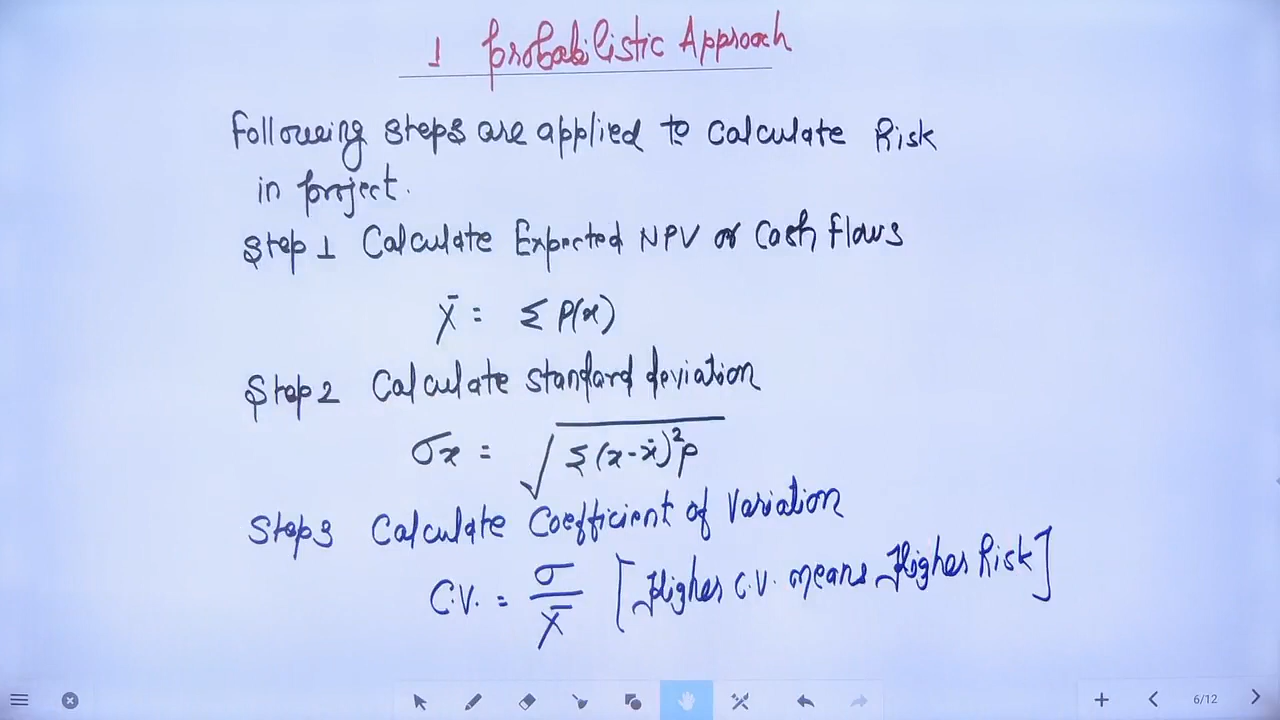 1 Probabilistic Approach
Following steps are applied to Calculate Risk
in project.
Step 1 Calculate Expected NPV or Cash flows
X̄ = Σ P(x)
Step 2 Calculate standard deviation
σx = √Σ(x-x̄)²P
Step 3 Calculate Coefficient of Variation
C.V. = σ/X̄ [Higher C.V. means Higher Risk]
6/12